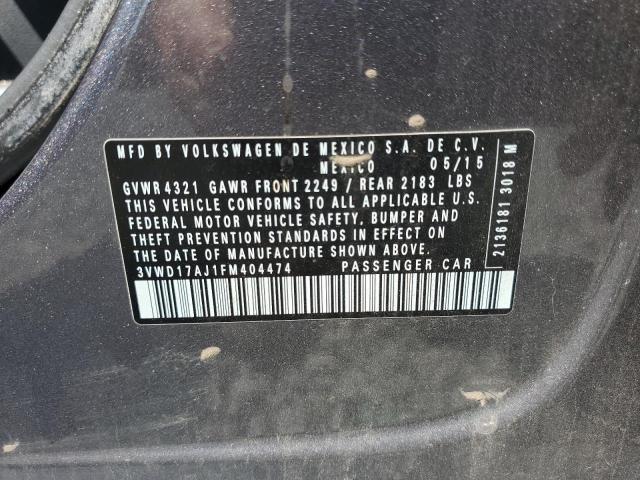 MFD BY VOLKSWAGEN DE MEXICO S.A. DE C.V.
MEXICO 05/15
GVWR 4321 GAWR FRONT 2249 / REAR 2183 LBS
THIS VEHICLE CONFORMS TO ALL APPLICABLE U.S.
FEDERAL MOTOR VEHICLE SAFETY, BUMPER AND
THEFT PREVENTION STANDARDS IN EFFECT ON
THE DATE OF MANUFACTURE SHOWN ABOVE.
3VWD17AJ1FM404474 PASSENGER CAR
2136181 3018 M